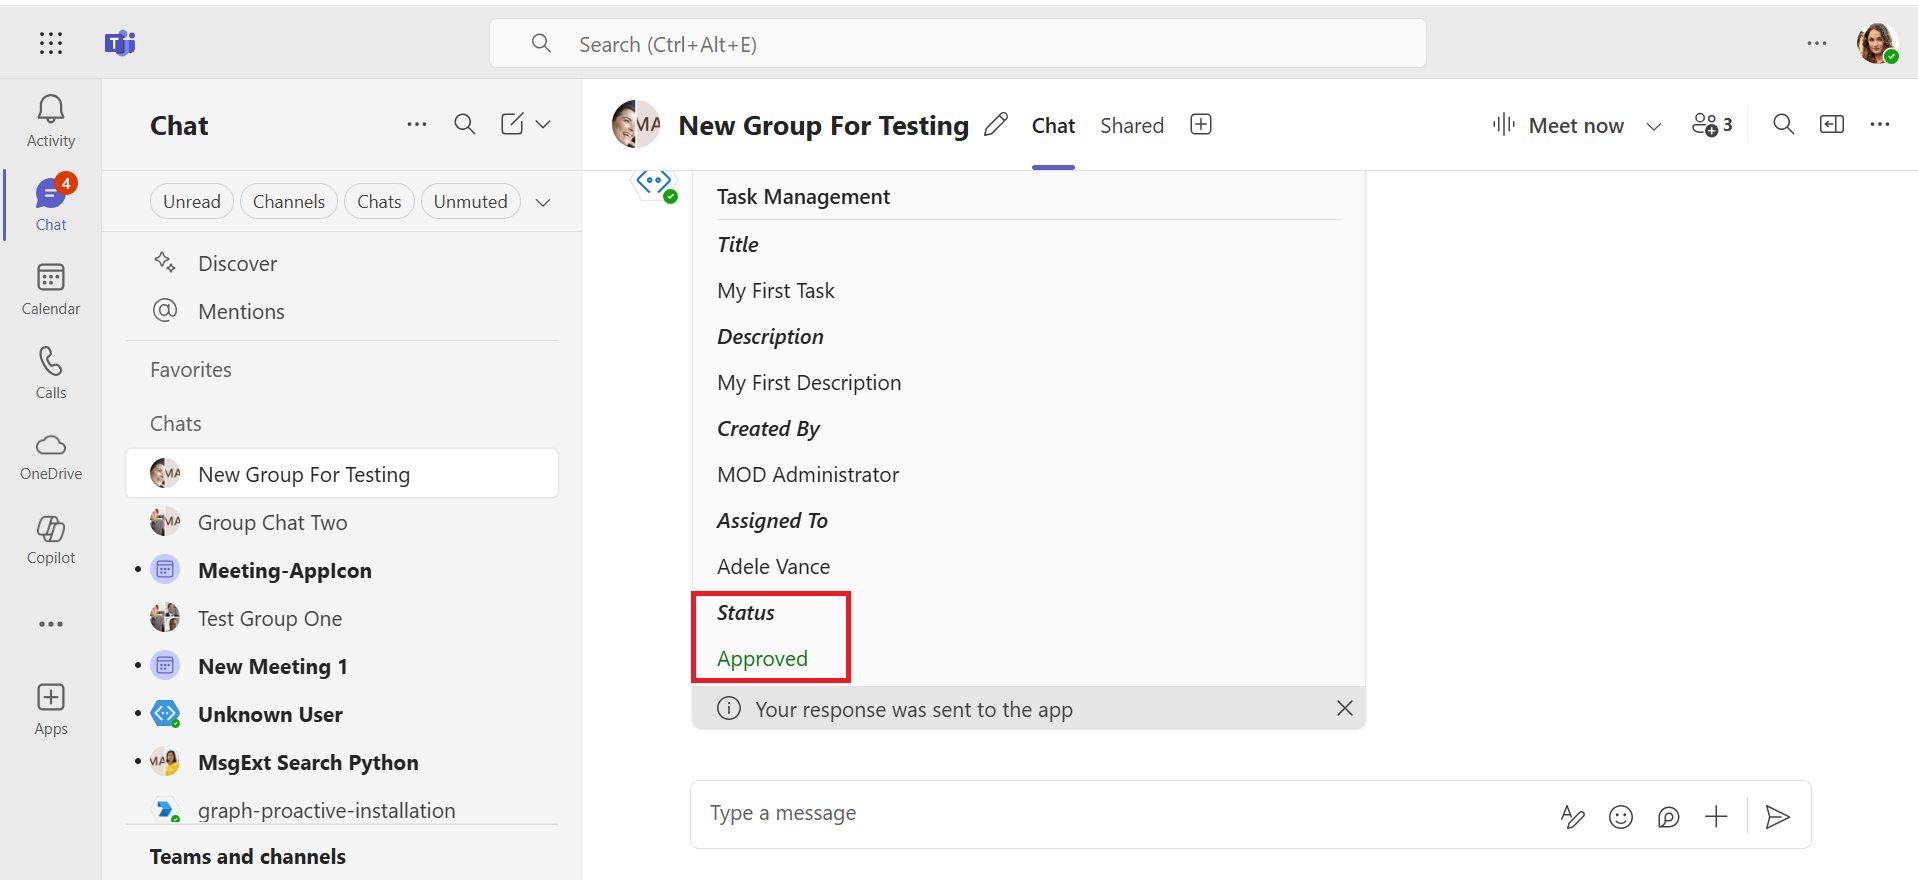 Search (Ctrl+Alt+E)
Activity
4
Chat
Calendar
Calls
OneDrive
Copilot
Apps
Chat
Unread
Channels
Chats
Unmuted
Discover
Mentions
Favorites
Chats
New Group For Testing
Group Chat Two
Meeting-AppIcon
Test Group One
New Meeting 1
Unknown User
MsgExt Search Python
graph-proactive-installation
Teams and channels
MA New Group For Testing
Chat
Shared
Meet now
3
Task Management
Title
My First Task
Description
My First Description
Created By
MOD Administrator
Assigned To
Adele Vance
Status
Approved
Your response was sent to the app
Type a message